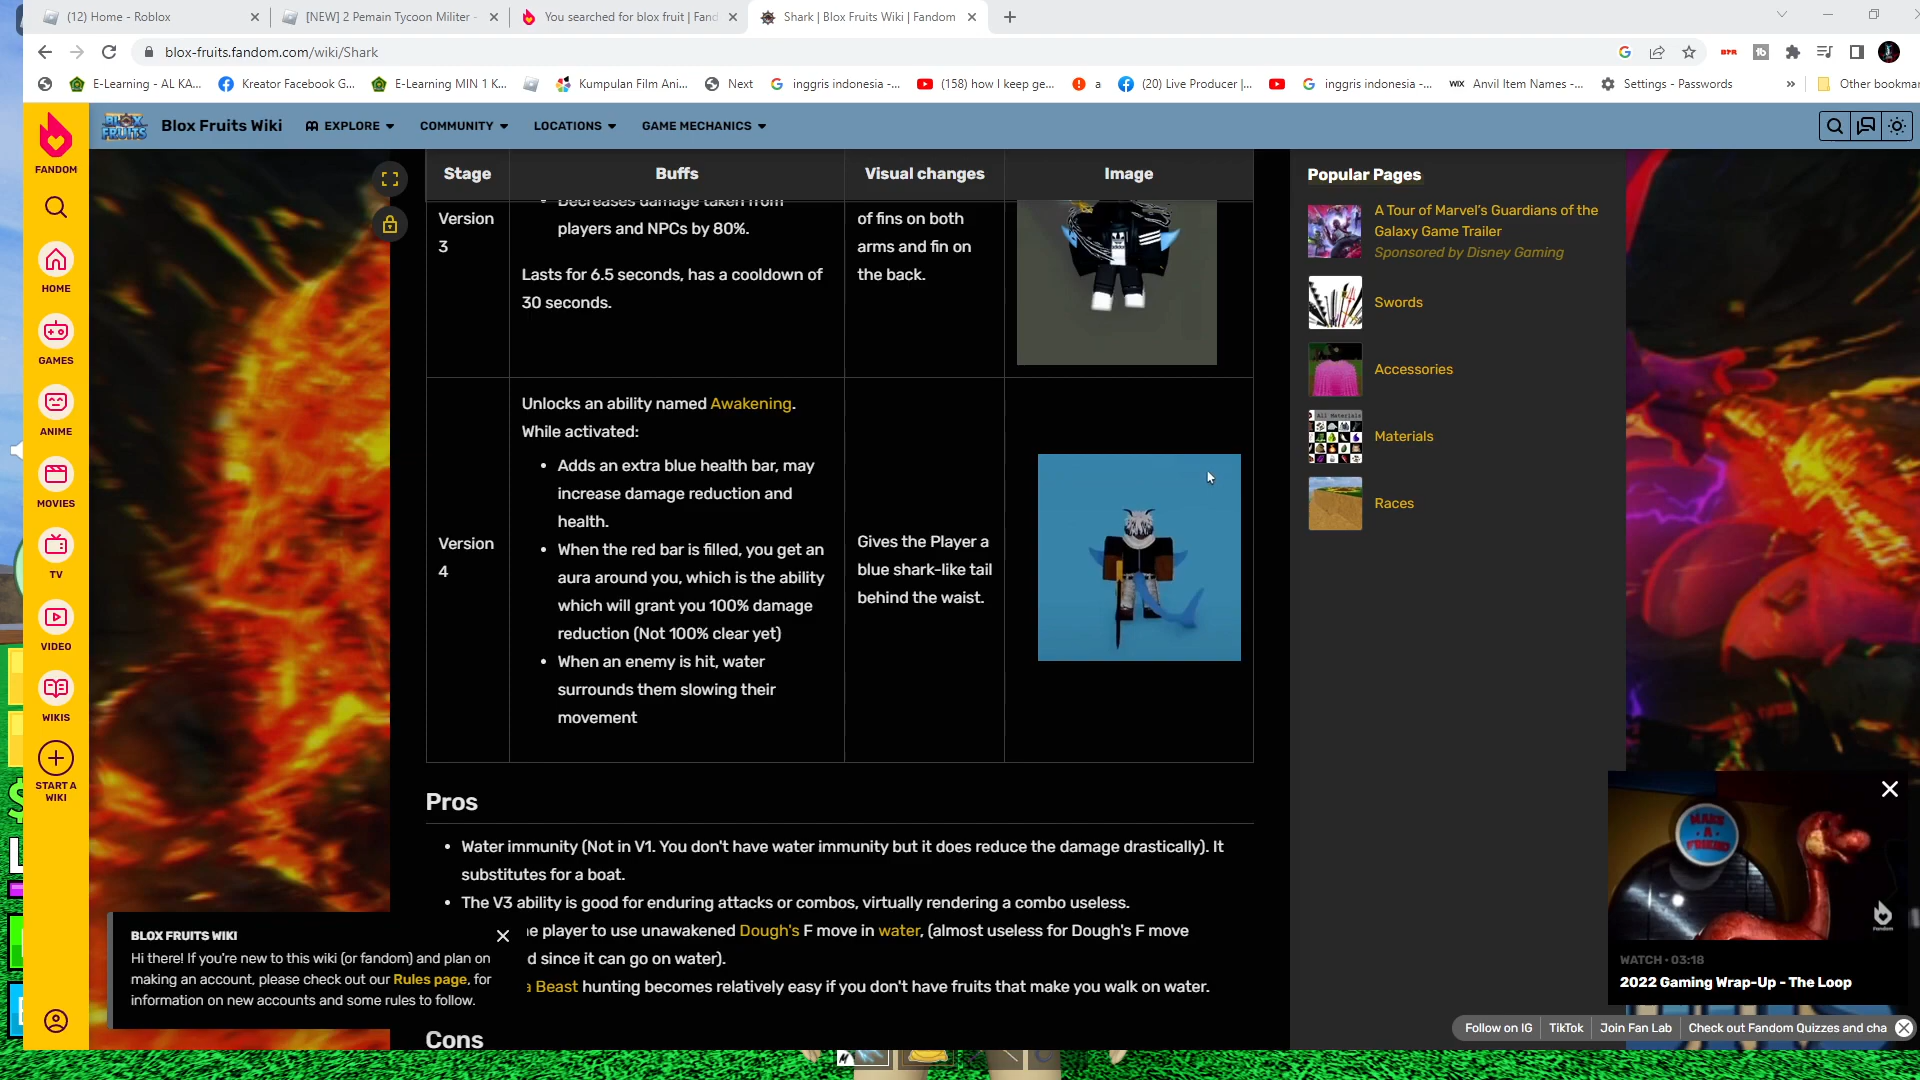 (12) Home - Roblox
[NEW] 2 Pemain Tycoon Militer -
You searched for blox fruit | Fand
Shark | Blox Fruits Wiki | Fandom
blox-fruits.fandom.com/wiki/Shark
E-Learning - AL KA...
Kreator Facebook G...
E-Learning MIN 1 K...
Kumpulan Film Ani...
Next
inggris indonesia -...
(158) how I keep ge...
a
(20) Live Producer |...
inggris indonesia -...
WIX Anvil Item Names -...
Settings - Passwords
Other bookmar
FANDOM
HOME
GAMES
ANIME
MOVIES
TV
VIDEO
WIKIS
START A
WIKI
BLOX
FRUITS
Blox Fruits Wiki
EXPLORE
COMMUNITY
LOCATIONS
GAME MECHANICS
Stage
Buffs
Visual changes
Image
Version
3
Decreases damage taken from
players and NPCs by 80%.
Lasts for 6.5 seconds, has a cooldown of
30 seconds.
of fins on both
arms and fin on
the back.
Version
4
Unlocks an ability named Awakening.
While activated:
• Adds an extra blue health bar, may
increase damage reduction and
health.
• When the red bar is filled, you get an
aura around you, which is the ability
which will grant you 100% damage
reduction (Not 100% clear yet)
• When an enemy is hit, water
surrounds them slowing their
movement
Gives the Player a
blue shark-like tail
behind the waist.
Pros
• Water immunity (Not in V1. You don't have water immunity but it does reduce the damage drastically). It
substitutes for a boat.
• The V3 ability is good for enduring attacks or combos, virtually rendering a combo useless.
e player to use unawakened Dough's F move in water, (almost useless for Dough's F move
d since it can go on water).
a Beast hunting becomes relatively easy if you don't have fruits that make you walk on water.
Cons
BLOX FRUITS WIKI
Hi there! If you're new to this wiki (or fandom) and plan on
making an account, please check out our Rules page, for
information on new accounts and some rules to follow.
Popular Pages
A Tour of Marvel's Guardians of the
Galaxy Game Trailer
Sponsored by Disney Gaming
Swords
Accessories
All Materials
Materials
Races
MAKE
A
FRIEND
Fandom
WATCH • 03:18
2022 Gaming Wrap-Up - The Loop
Follow on IG
TikTok
Join Fan Lab
Check out Fandom Quizzes and cha